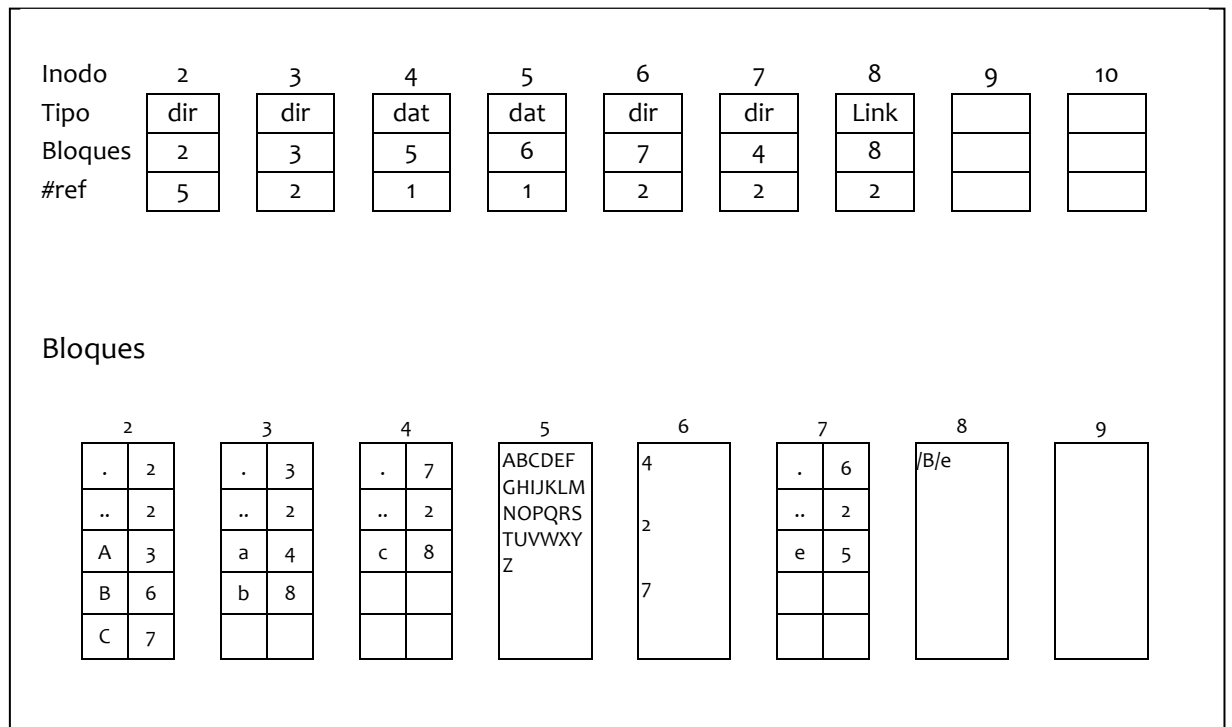 Inodo 2 3 4 5 6 7 8 9 10
Tipo dir dir dat dat dir dir Link
Bloques 2 3 5 6 7 4 8
#ref 5 2 1 1 2 2 2
Bloques
2 3 4 5 6 7 8 9
. 2 . 3 . 7 ABCDEF 4 . 6 /B/e
GHIJKLM
.. 2 .. 2 .. 2 NOPQRS 2 .. 2
TUVWXY
A 3 a 4 c 8 Z e 5
B 6 b 8 7
C 7